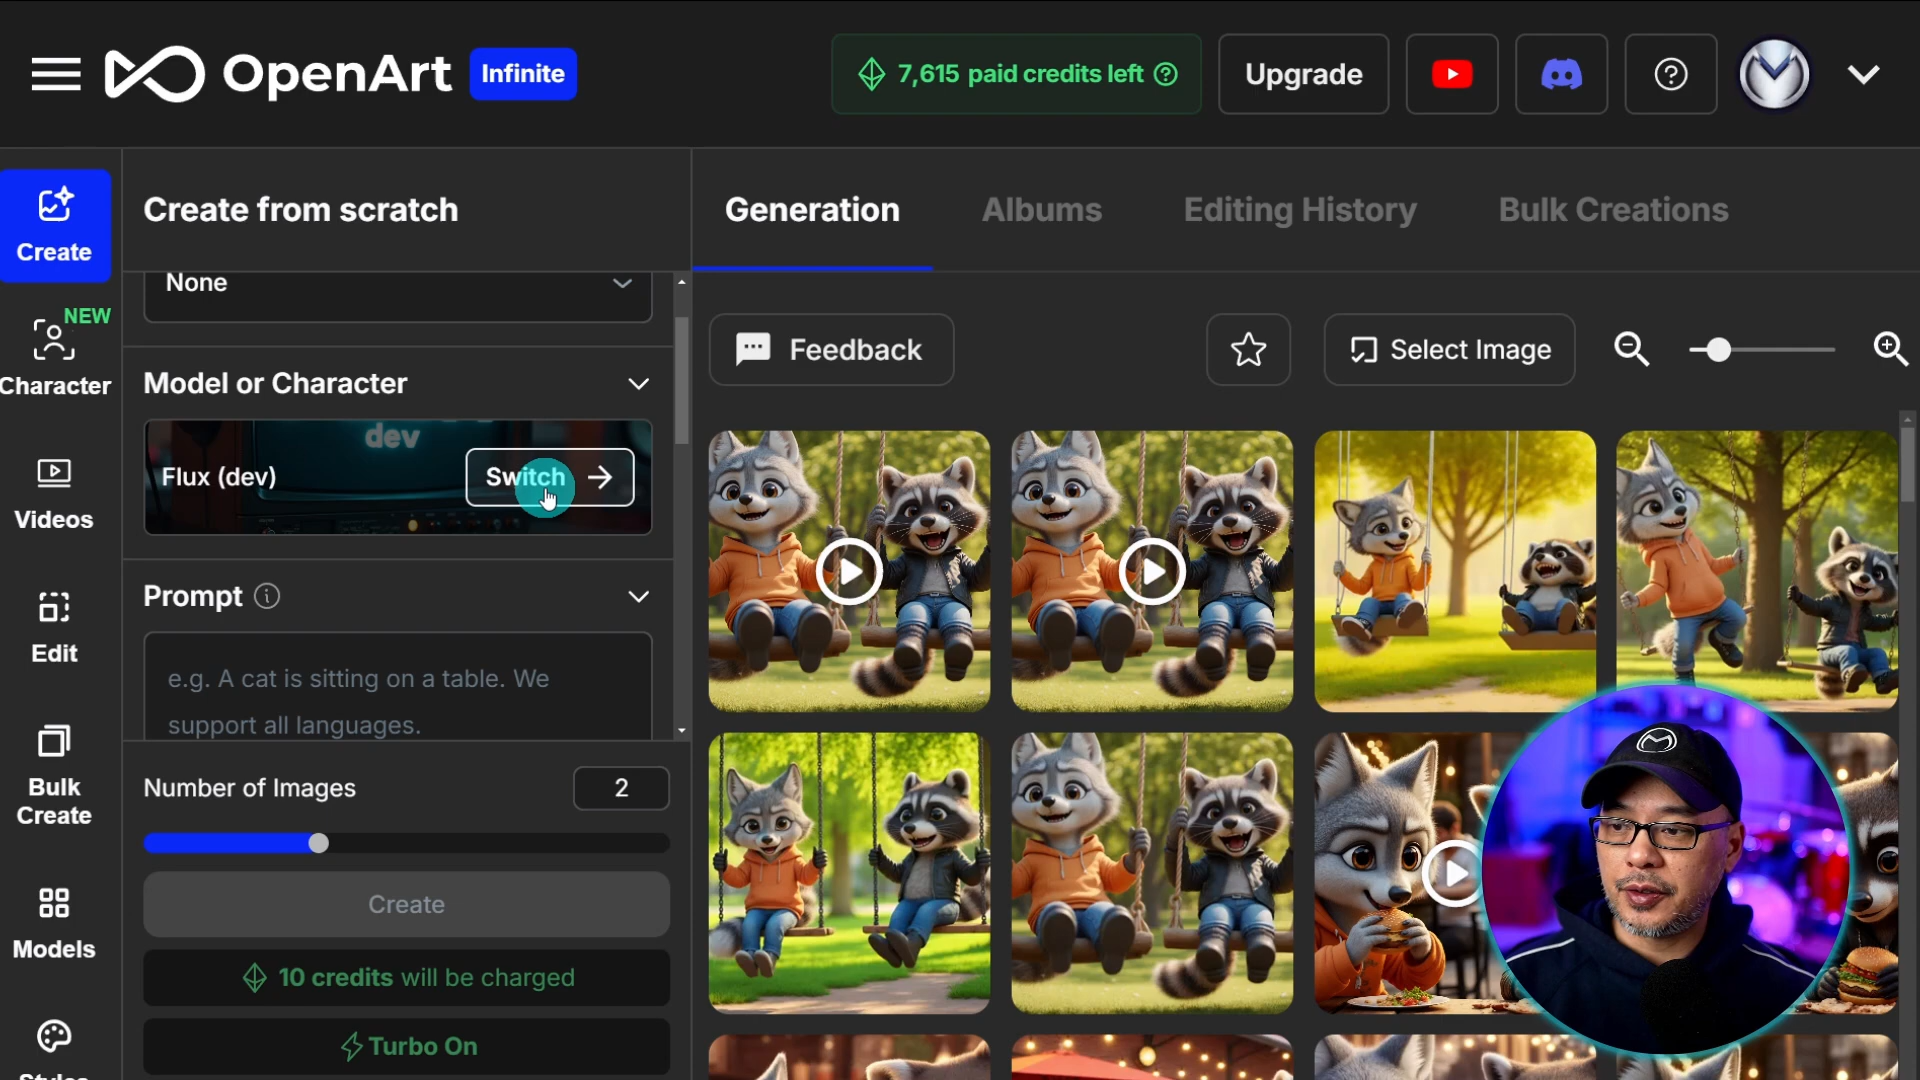 OpenArt
Infinite
7,615 paid credits left
Upgrade
Create
NEW
Character
Videos
Edit
Bulk
Create
Models
Create from scratch
None
Model or Character
dev
Flux (dev)
Switch
Prompt
e.g. A cat is sitting on a table. We
support all languages.
Number of Images
2
Create
10 credits will be charged
Turbo On
Generation
Albums
Editing History
Bulk Creations
Feedback
Select Image